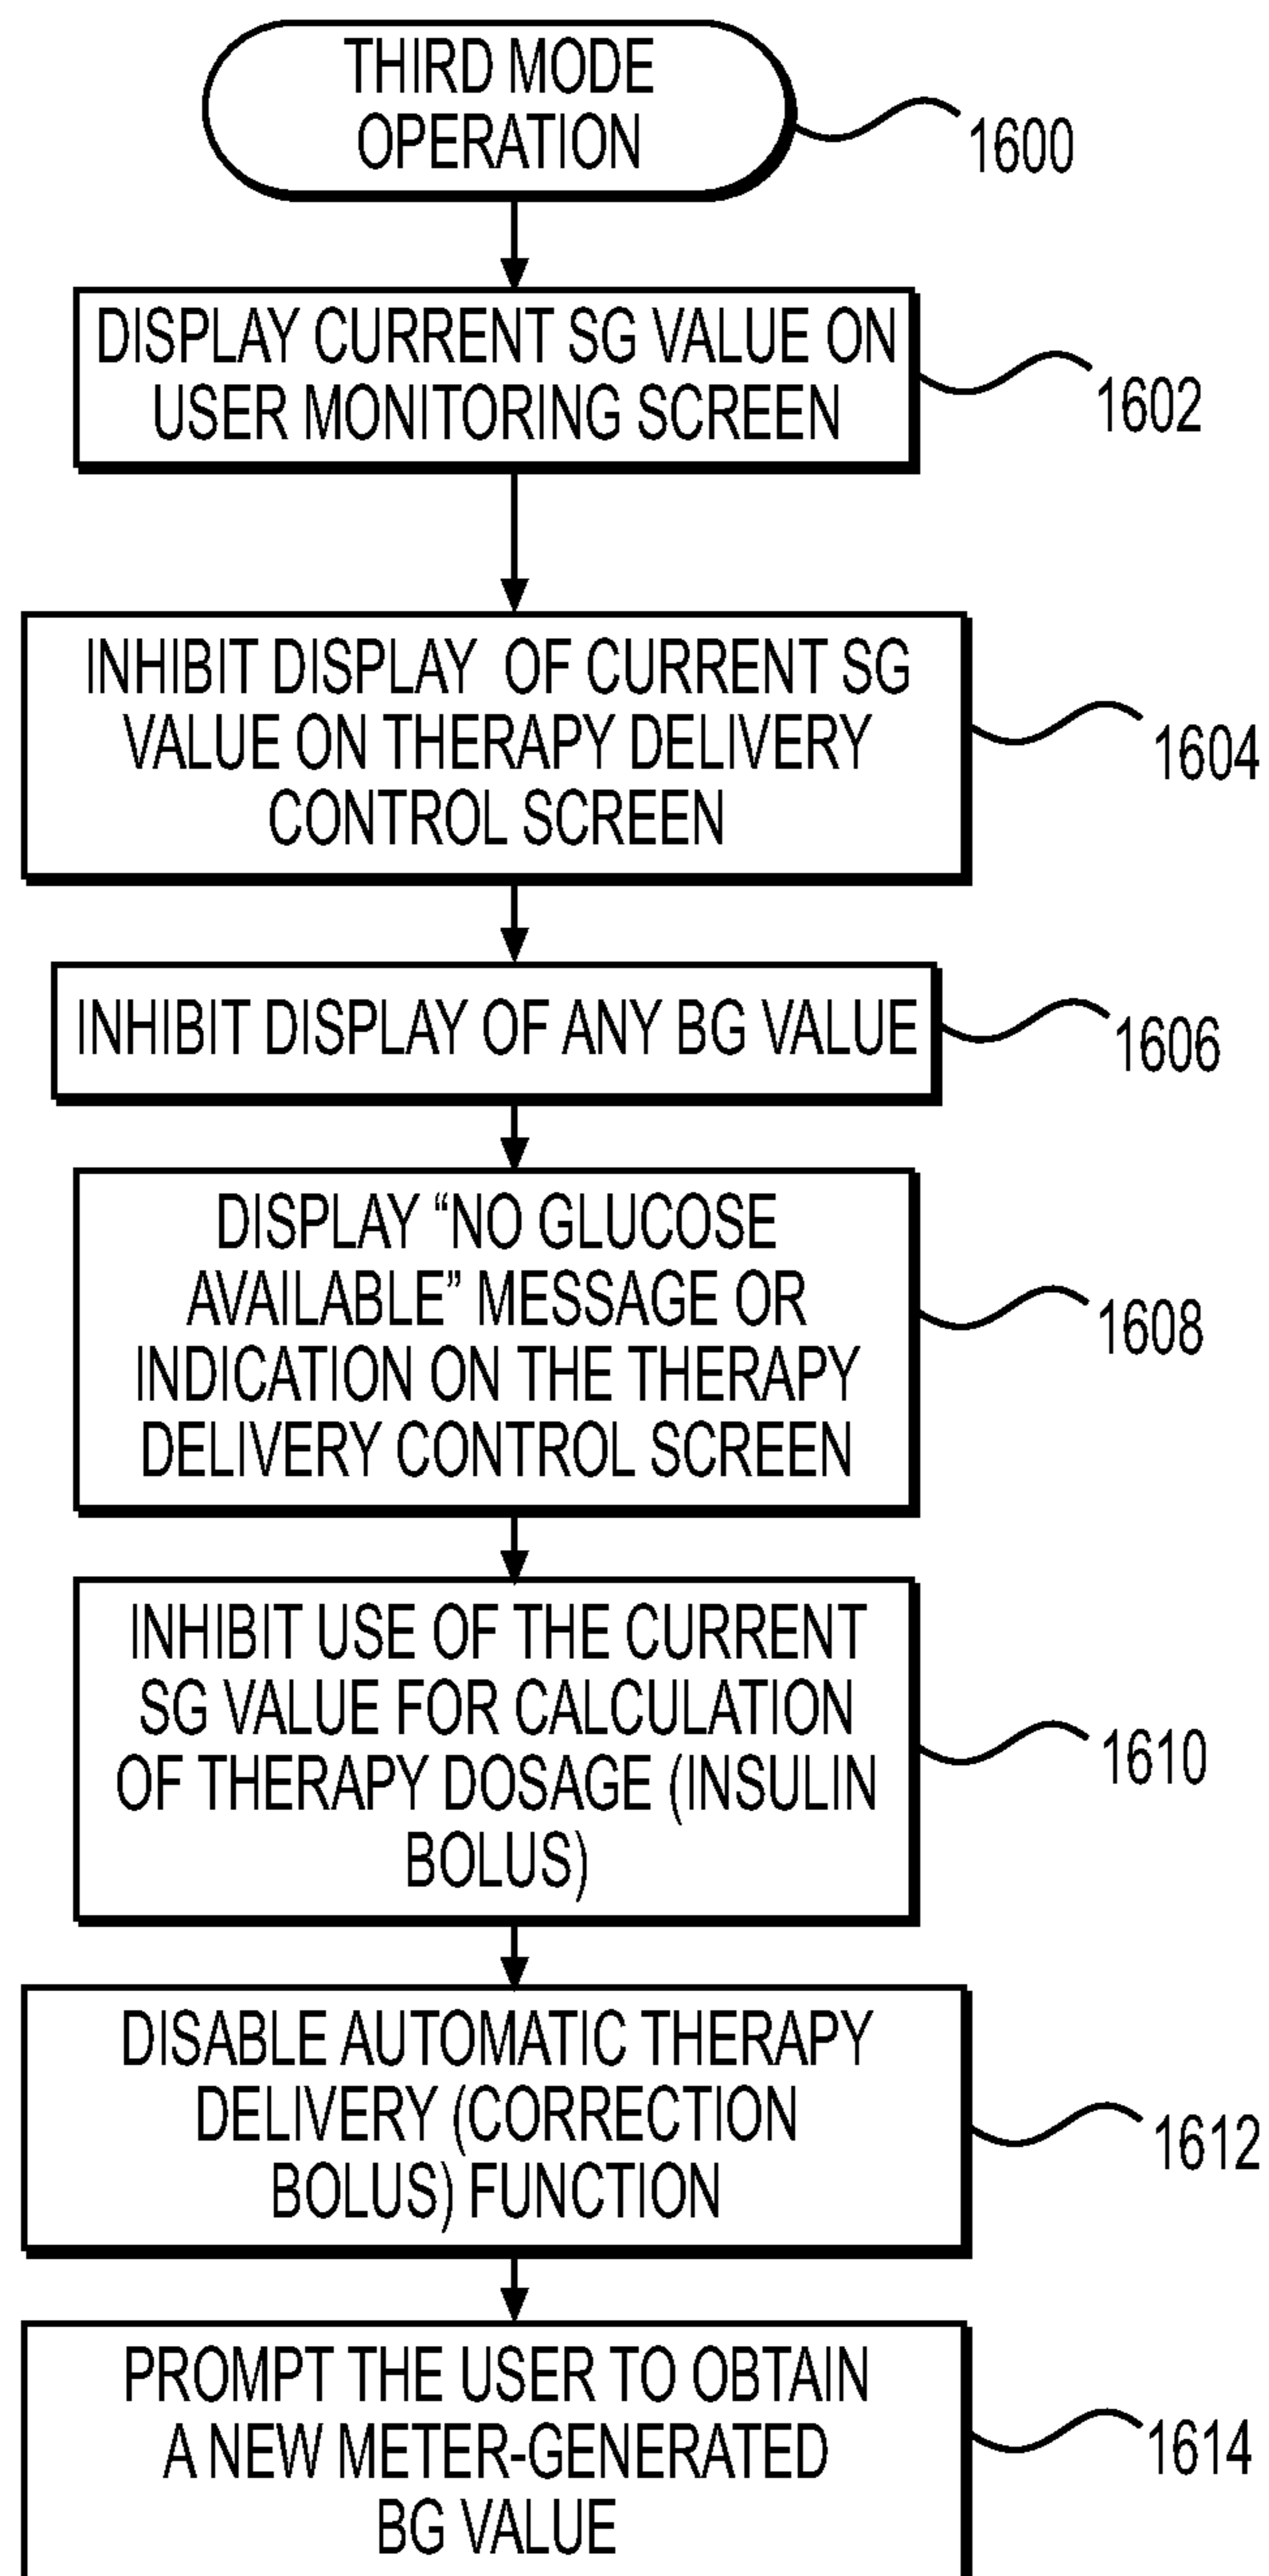 THIRD MODE
OPERATION
1600
DISPLAY CURRENT SG VALUE ON
USER MONITORING SCREEN
1602
INHIBIT DISPLAY OF CURRENT SG
VALUE ON THERAPY DELIVERY
CONTROL SCREEN
1604
INHIBIT DISPLAY OF ANY BG VALUE
1606
DISPLAY “NO GLUCOSE
AVAILABLE” MESSAGE OR
INDICATION ON THE THERAPY
DELIVERY CONTROL SCREEN
1608
INHIBIT USE OF THE CURRENT
SG VALUE FOR CALCULATION
OF THERAPY DOSAGE (INSULIN
BOLUS)
1610
DISABLE AUTOMATIC THERAPY
DELIVERY (CORRECTION
BOLUS) FUNCTION
1612
PROMPT THE USER TO OBTAIN
A NEW METER-GENERATED
BG VALUE
1614